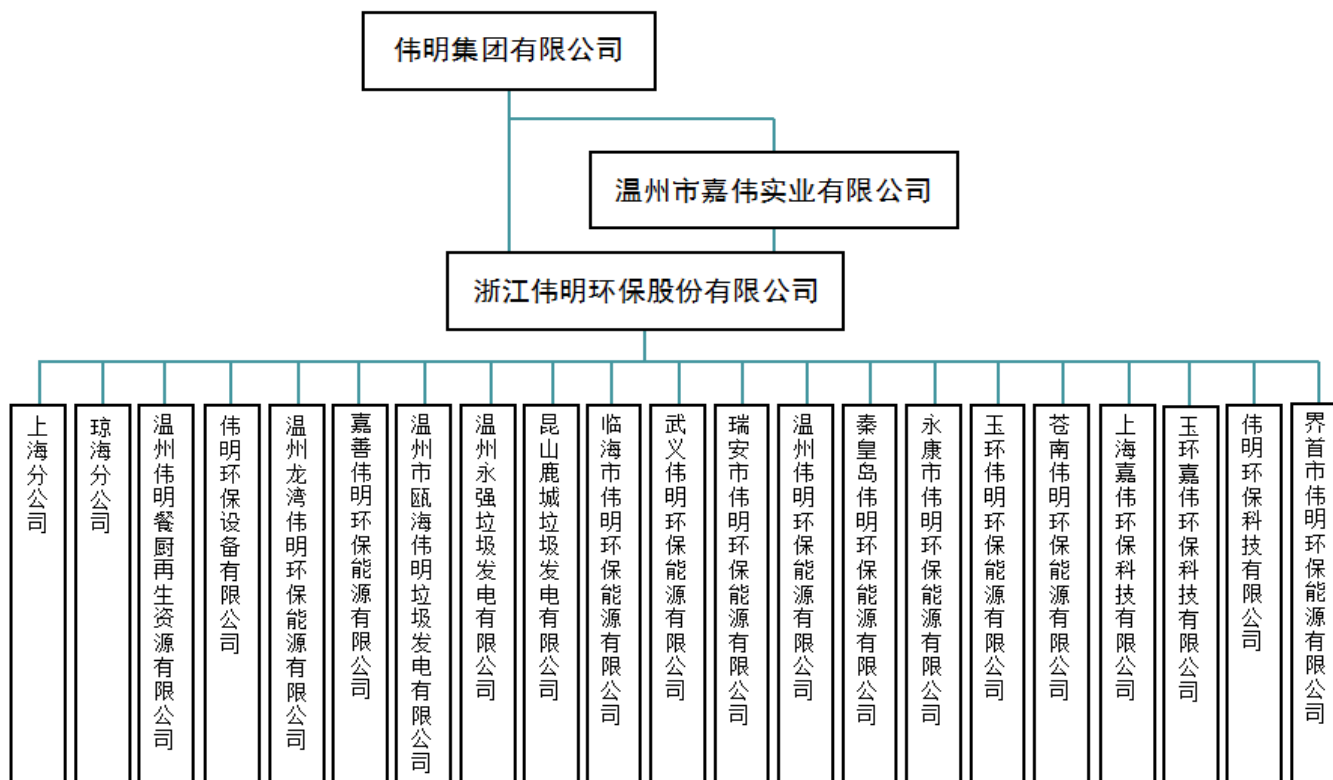 伟明集团有限公司
温州市嘉伟实业有限公司
浙江伟明环保股份有限公司
上海分公司
琼海分公司
温州伟明餐厨再生资源有限公司
伟明环保设备有限公司
温州龙湾伟明环保能源有限公司
嘉善伟明环保能源有限公司
温州市瓯海伟明垃圾发电有限公司
温州永强垃圾发电有限公司
昆山鹿城垃圾发电有限公司
临海市伟明环保能源有限公司
武义伟明环保能源有限公司
瑞安市伟明环保能源有限公司
温州伟明环保能源有限公司
秦皇岛伟明环保能源有限公司
永康市伟明环保能源有限公司
玉环伟明环保能源有限公司
苍南伟明环保能源有限公司
上海嘉伟环保科技有限公司
玉环嘉伟环保科技有限公司
伟明环保科技有限公司
界首市伟明环保能源有限公司